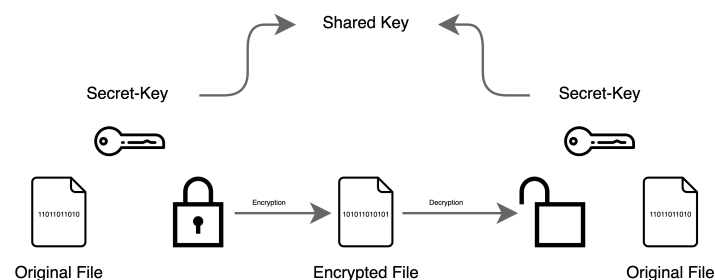 Shared Key
Secret-Key
Secret-Key
11011011010
Encryption
101011010101
Decryption
11011011010
Original File
Encrypted File
Original File